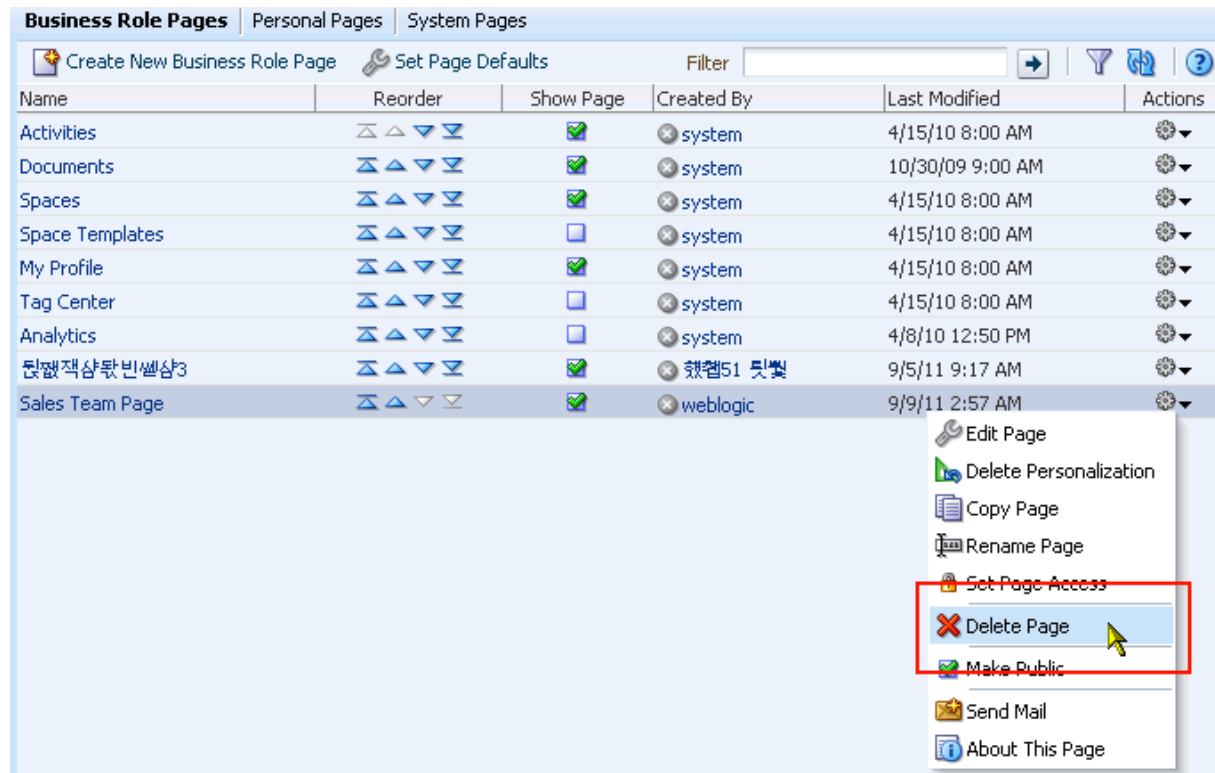 Business Role Pages Personal Pages System Pages
Create New Business Role Page Set Page Defaults Filter
Name Reorder Show Page Created By Last Modified Actions
Activities system 4/15/10 8:00 AM
Documents system 10/30/09 9:00 AM
Spaces system 4/15/10 8:00 AM
Space Templates system 4/15/10 8:00 AM
My Profile system 4/15/10 8:00 AM
Tag Center system 4/15/10 8:00 AM
Analytics system 4/8/10 12:50 PM
9/5/11 9:17 AM
Sales Team Page weblogic 9/9/11 2:57 AM
Edit Page
Delete Personalization
Copy Page
Rename Page
Set Page Access
Delete Page
Make Public
Send Mail
About This Page